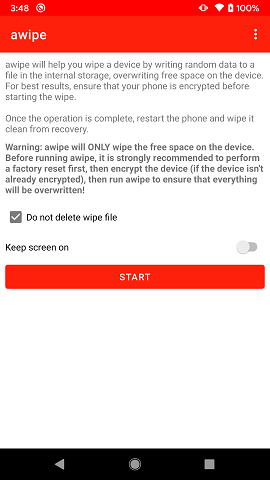 3:48
100%
awipe
awipe will help you wipe a device by writing random data to a
file in the internal storage, overwriting free space on the device.
For best results, ensure that your phone is encrypted before
starting the wipe.
Once the operation is complete, restart the phone and wipe it
clean from recovery.
Warning: awipe will ONLY wipe the free space on the device.
Before running awipe, it is strongly recommended to perform
a factory reset first, then encrypt the device (if the device isn't
already encrypted), then run awipe to ensure that everything
will be overwritten!
Do not delete wipe file
Keep screen on
START